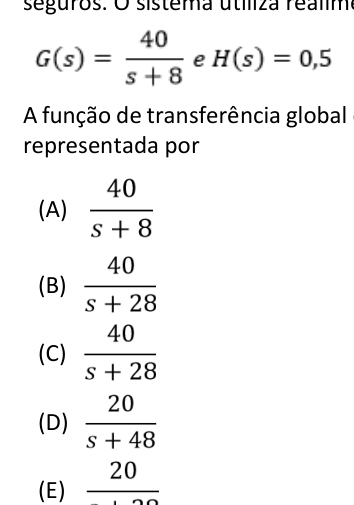 seguros. O sistema utiliza
G(s) = 40/(s + 8) e H(s) = 0,5
A função de transferência global
representada por
(A) 40/(s + 8)
(B) 40/(s + 28)
(C) 40/(s + 28)
(D) 20/(s + 48)
(E) 20